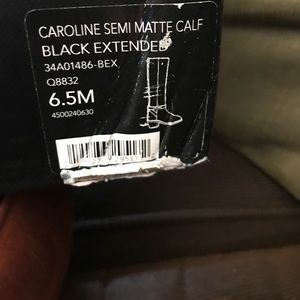 CAROLINE SEMI MATTE CALF
BLACK EXTENDED
34A01486-BEX
Q8832
6.5M
4500240630